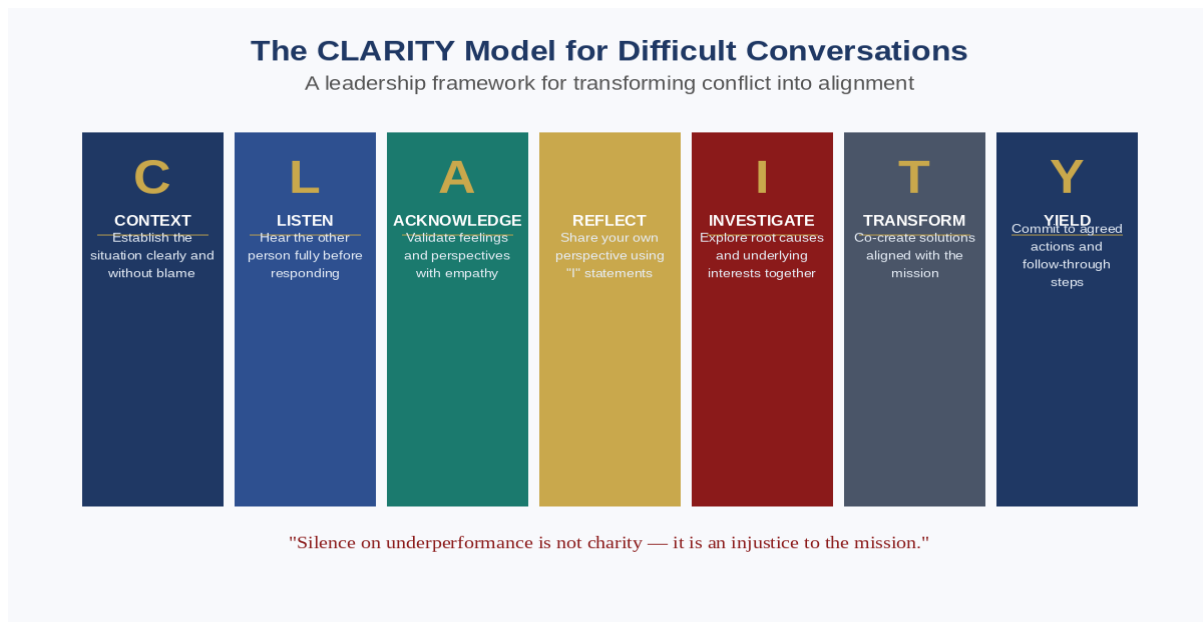 The CLARITY Model for Difficult Conversations
A leadership framework for transforming conflict into alignment
C
CONTEXT
Establish the
situation clearly and
without blame
L
LISTEN
Hear the other
person fully before
responding
A
ACKNOWLEDGE
Validate feelings
and perspectives
with empathy
REFLECT
Share your own
perspective using
"I" statements
I
INVESTIGATE
Explore root causes
and underlying
interests together
T
TRANSFORM
Co-create solutions
aligned with the
mission
Y
YIELD
Commit to agreed
actions and
follow-through
steps
"Silence on underperformance is not charity — it is an injustice to the mission."